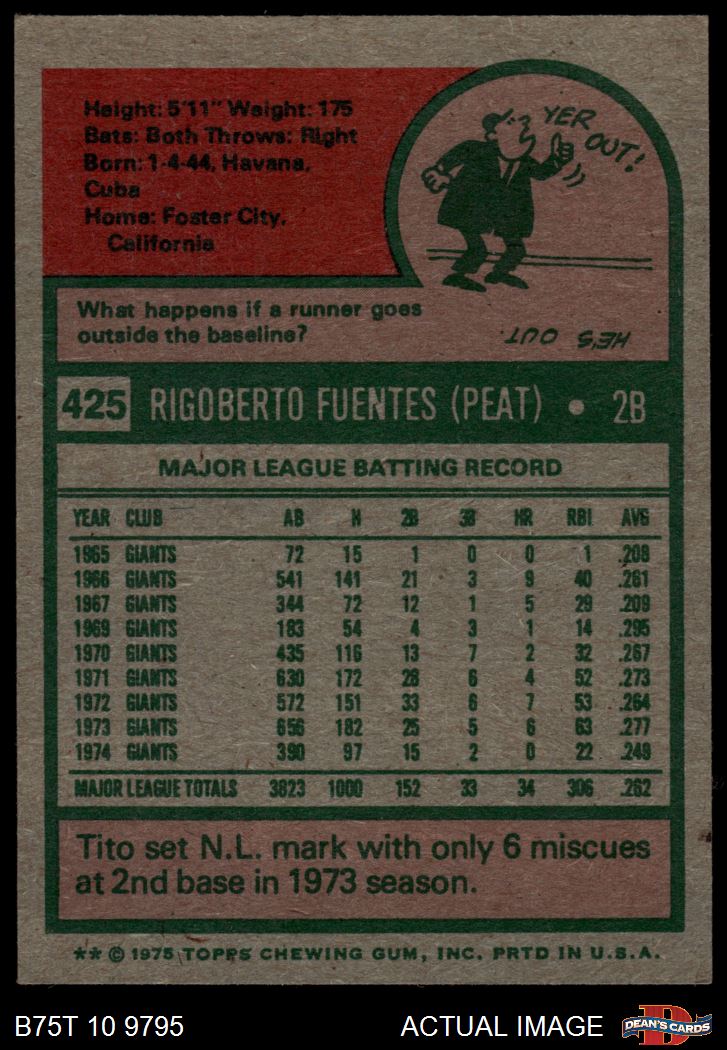 Height: 5'11" Weight: 175
Bats: Both Throws: Right
Born: 1-4-44, Havana,
Cuba
Home: Foster City,
California
YER
OUT!
What happens if a runner goes
outside the baseline?
HE'S OUT.
425 RIGOBERTO FUENTES (PEAT) • 2B
MAJOR LEAGUE BATTING RECORD
YEAR CLUB AB H 2B 3B HR RBI AVG
1965 GIANTS 72 15 1 0 0 1 .208
1966 GIANTS 541 141 21 3 9 40 .261
1967 GIANTS 344 72 12 1 5 29 .209
1969 GIANTS 183 54 4 3 1 14 .295
1970 GIANTS 435 116 13 7 2 32 .267
1971 GIANTS 630 172 28 6 4 52 .273
1972 GIANTS 572 151 33 6 7 53 .264
1973 GIANTS 656 182 25 5 6 63 .277
1974 GIANTS 390 97 15 2 0 22 .249
MAJOR LEAGUE TOTALS 3823 1000 152 33 34 306 .262
Tito set N.L. mark with only 6 miscues
at 2nd base in 1973 season.
** © 1975 TOPPS CHEWING GUM, INC. PRTD IN U.S.A.
B75T 10 9795 ACTUAL IMAGE
D
DEAN'S CARDS